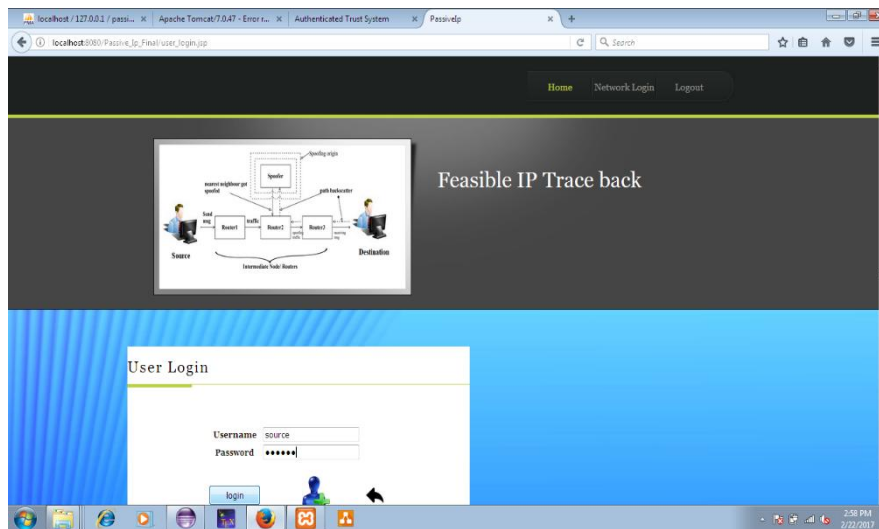 localhost / 127.0.0.1 / passi...
Apache Tomcat/7.0.47 - Error r...
Authenticated Trust System
PassiveIp
localhost:8080/Passive_Ip_Final/user_login.jsp
Search
Home Network Login Logout
Feasible IP Trace back
Spoofing origin
Spoofer
nearest neighbour got
spoofed
path backscatter
Send
msg
traffic
Router1
Router2
Router3
spoofing
traffic
Source
Destination
Intermediate Node/ Routers
User Login
Username source
Password
login
2:58 PM
2/22/2017